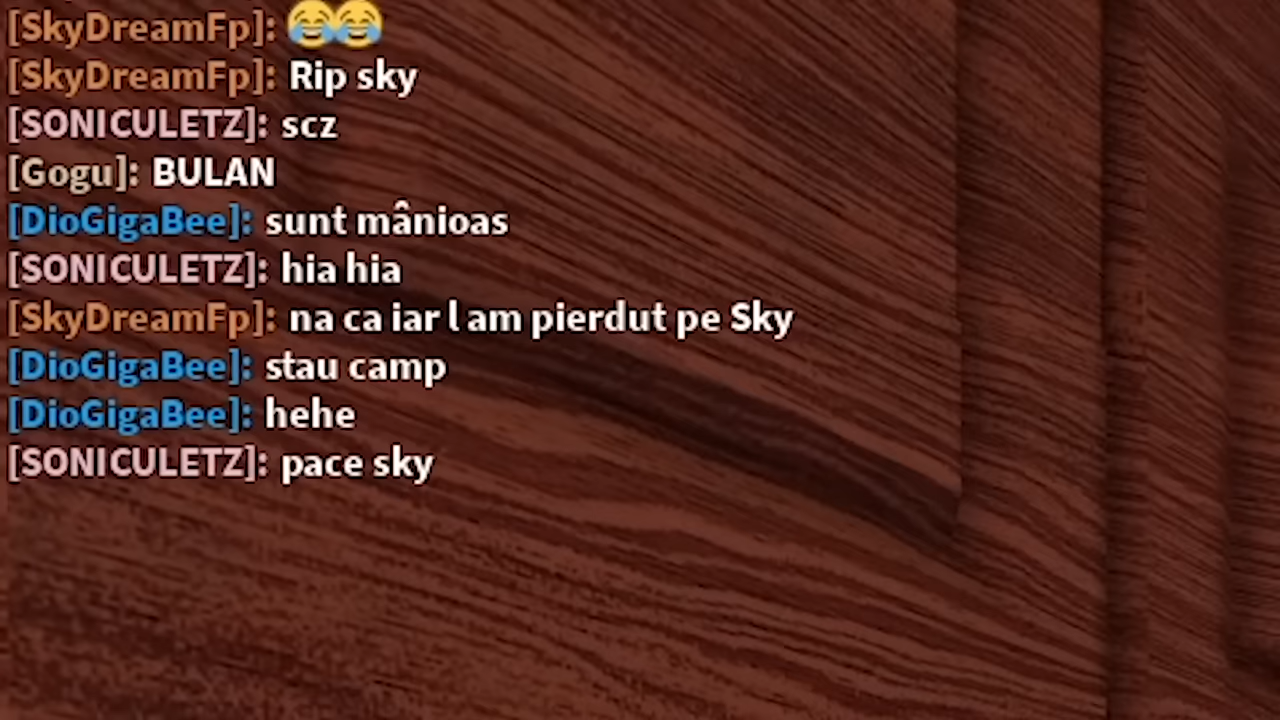 [SkyDreamFp]: 😂😂
[SkyDreamFp]: Rip sky
[SONICULETZ]: scz
[Gogu]: BULAN
[DioGigaBee]: sunt mânioas
[SONICULETZ]: hia hia
[SkyDreamFp]: na ca iar l am pierdut pe Sky
[DioGigaBee]: stau camp
[DioGigaBee]: hehe
[SONICULETZ]: pace sky